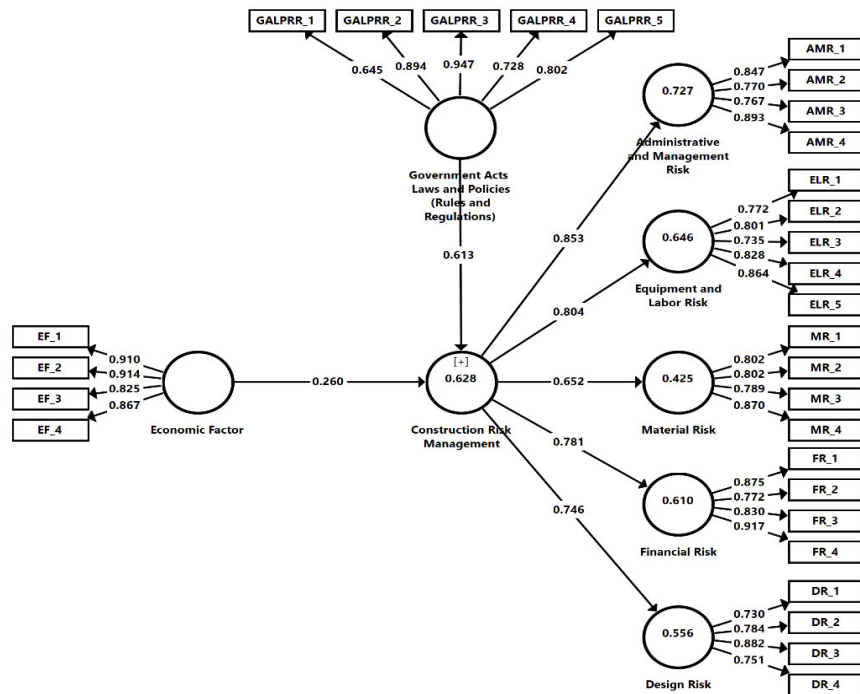 GALPRR_1 GALPRR_2 GALPRR_3 GALPRR_4 GALPRR_5
0.645 0.894 0.947 0.728 0.802
Government Acts
Laws and Policies
(Rules and
Regulations)
0.613
AMR_1
AMR_2
AMR_3
AMR_4
0.847
0.770
0.767
0.893
0.727
Administrative
and Management
Risk
0.853
ELR_1
ELR_2
ELR_3
ELR_4
ELR_5
0.772
0.801
0.735
0.828
0.864
0.646
Equipment and
Labor Risk
0.804
EF_1
EF_2
EF_3
EF_4
0.910
0.914
0.825
0.867
Economic Factor
0.260
[+]
0.628
Construction Risk
Management
0.652
0.425
Material Risk
0.802
0.802
0.789
0.870
MR_1
MR_2
MR_3
MR_4
0.781
0.610
Financial Risk
0.875
0.772
0.830
0.917
FR_1
FR_2
FR_3
FR_4
0.746
0.556
Design Risk
0.730
0.784
0.882
0.751
DR_1
DR_2
DR_3
DR_4